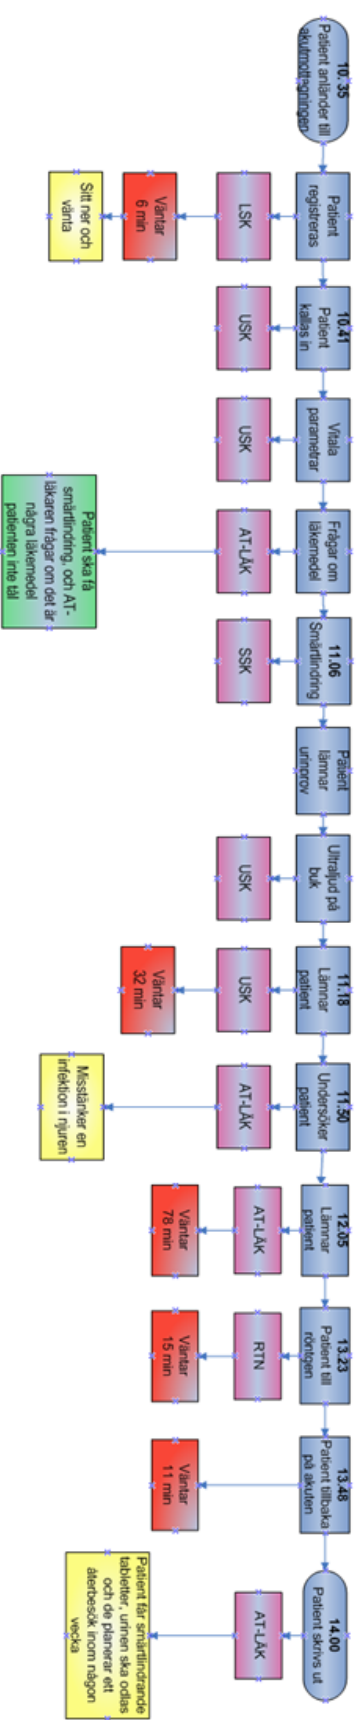 10. 35
Patient anländer till
akutmottagningen
Patient
registreras
LSK
Väntar
6 min
Sitt ner och
vänta
10.41
Patient
kallas in
USK
Vitala
parametrar
USK
Frågar om
läkemedel
AT-LÄK
Patient ska få
smärtlindring, och AT-
läkaren frågar om det är
några läkemedel
patienten inte tål
11.06
Smärtlindring
SSK
Patient
lämnar
urinprov
Ultraljud på
buk
USK
11.18
Lämnar
patient
USK
Väntar
32 min
11.50
Undersöker
patient
AT-LÄK
Misstänker en
infektion i njuren
12.05
Lämnar
patient
AT-LÄK
Väntar
78 min
13.23
Patient till
röntgen
RTN
Väntar
15 min
13.48
Patient tillbaka
på akuten
Väntar
11 min
14.00
Patient skrivs ut
AT-LÄK
Patient får smärtlindrande
tabletter, urinen ska odlas
och de planerar ett
återbesök inom någon
vecka